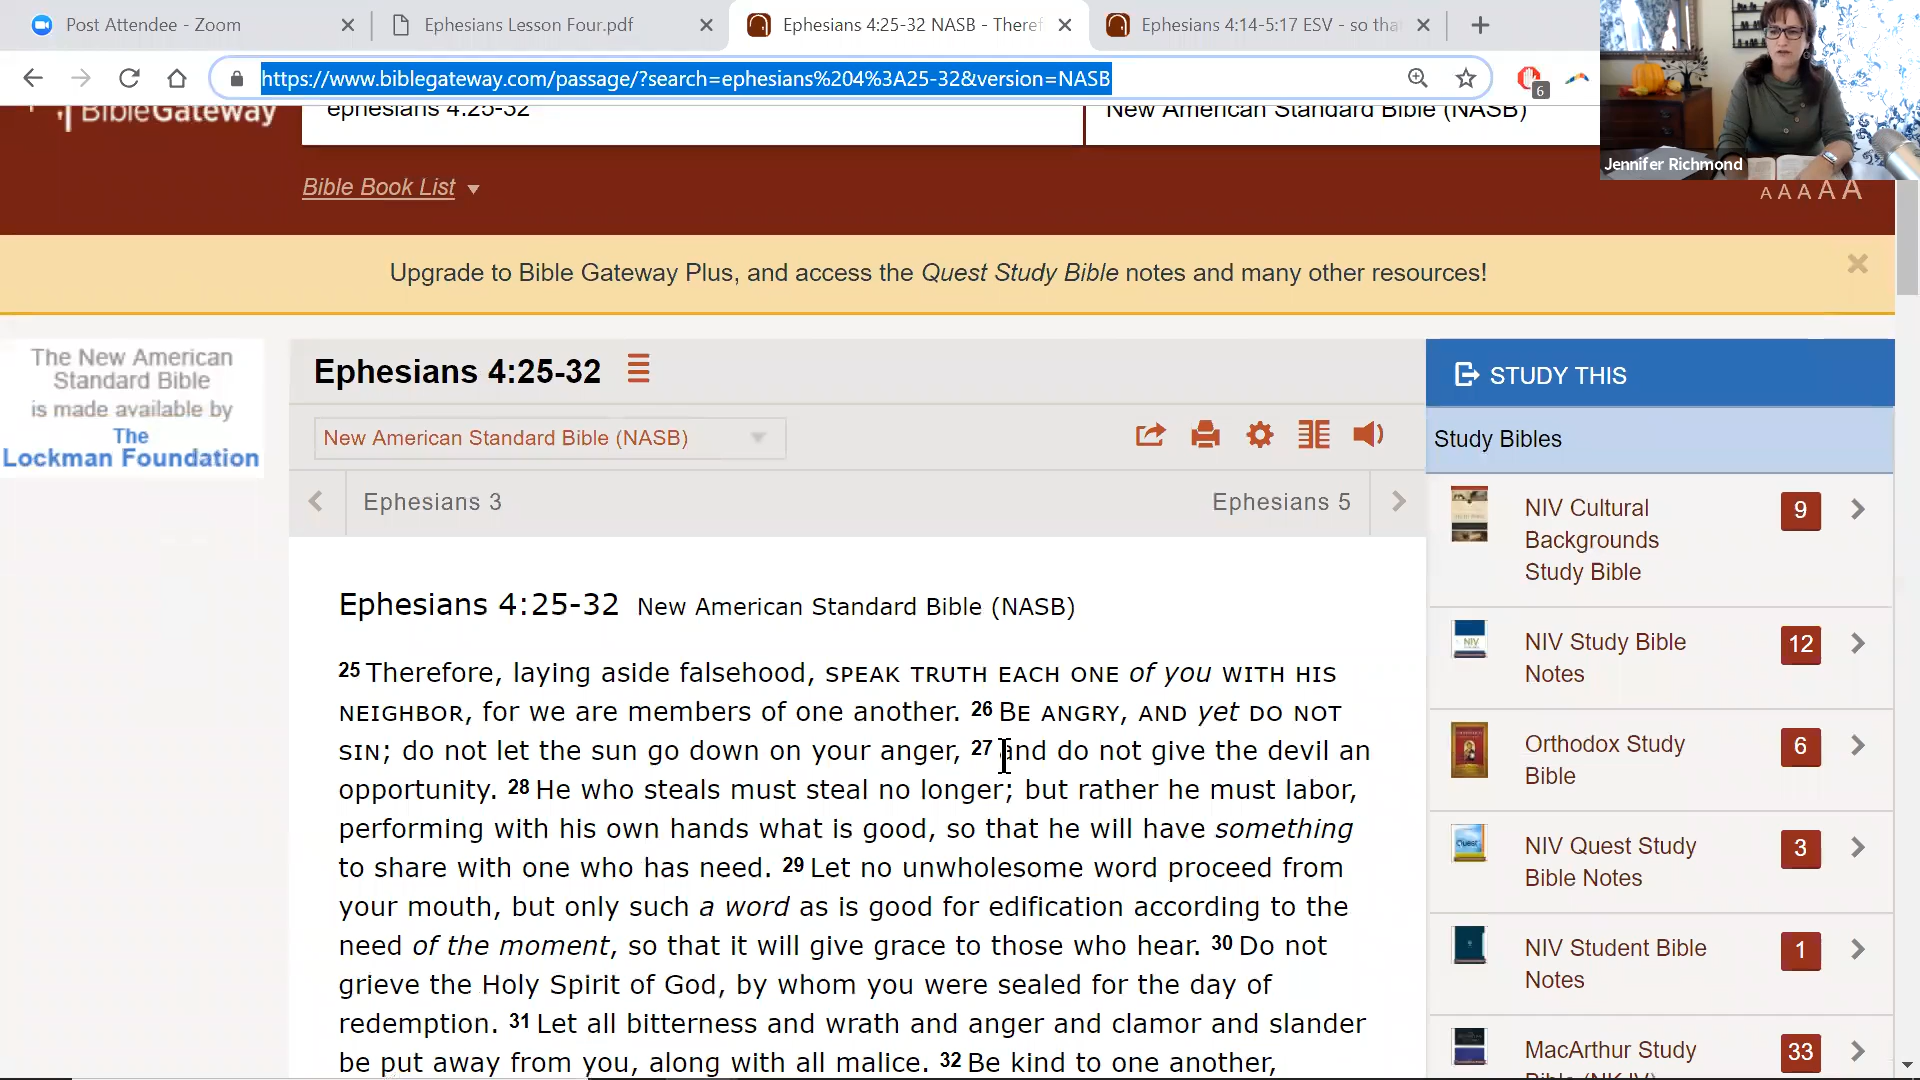 Post Attendee - Zoom
Ephesians Lesson Four.pdf
Ephesians 4:25-32 NASB - Theref
Ephesians 4:14-5:17 ESV - so tha
https://www.biblegateway.com/passage/?search=ephesians%204%3A25-32&version=NASB
6
BibleGateway
ephesians 4:25-32
New American Standard Bible (NASB)
Jennifer Richmond
Bible Book List
A A A A A
Upgrade to Bible Gateway Plus, and access the Quest Study Bible notes and many other resources!
The New American
Standard Bible
is made available by
The
Lockman Foundation
Ephesians 4:25-32
New American Standard Bible (NASB)
Ephesians 3
Ephesians 5
Ephesians 4:25-32 New American Standard Bible (NASB)
25 Therefore, laying aside falsehood, SPEAK TRUTH EACH ONE of you WITH HIS
NEIGHBOR, for we are members of one another. 26 BE ANGRY, AND yet DO NOT
SIN; do not let the sun go down on your anger, 27 and do not give the devil an
opportunity. 28 He who steals must steal no longer; but rather he must labor,
performing with his own hands what is good, so that he will have something
to share with one who has need. 29 Let no unwholesome word proceed from
your mouth, but only such a word as is good for edification according to the
need of the moment, so that it will give grace to those who hear. 30 Do not
grieve the Holy Spirit of God, by whom you were sealed for the day of
redemption. 31 Let all bitterness and wrath and anger and clamor and slander
be put away from you, along with all malice. 32 Be kind to one another,
STUDY THIS
Study Bibles
NIV Cultural
Backgrounds
Study Bible
9
NIV Study Bible
Notes
12
Orthodox Study
Bible
6
NIV Quest Study
Bible Notes
3
NIV Student Bible
Notes
1
MacArthur Study
Bible (NKJV)
33
NIV
Quest